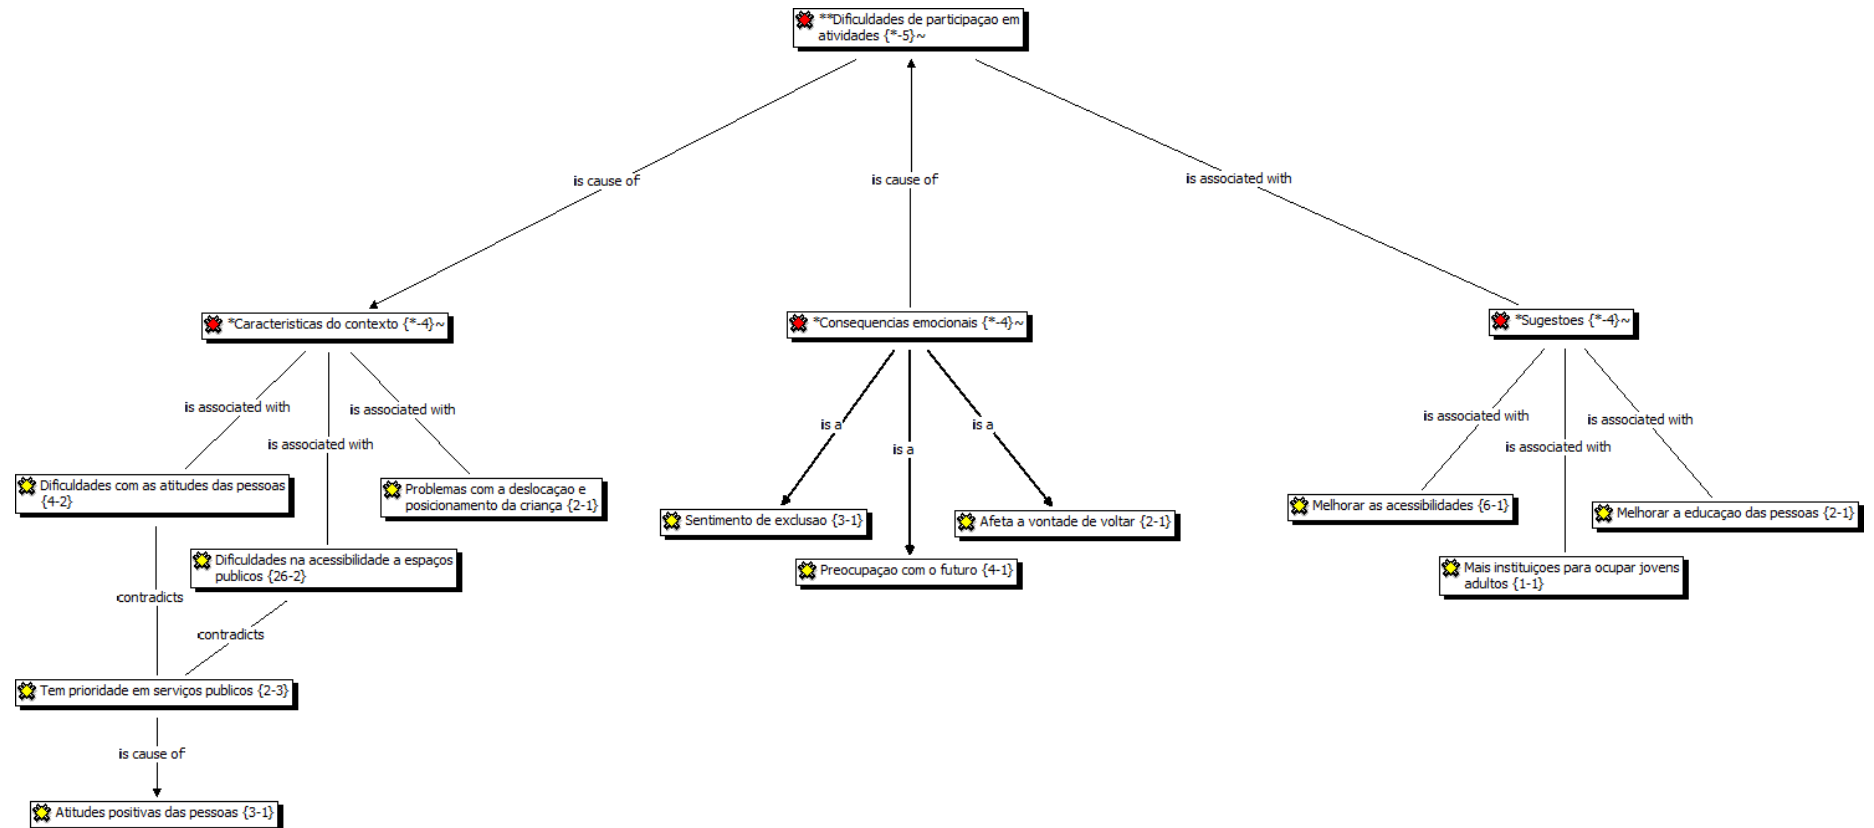 **Dificuldades de participaçao em
atividades {*-5}~
is cause of
is cause of
is associated with
*Caracteristicas do contexto {*-4}~
*Consequencias emocionais {*-4}~
*Sugestoes {*-4}~
is associated with
is associated with
is associated with
is a
is a
is a
is associated with
is associated with
is associated with
Dificuldades com as atitudes das pessoas
{4-2}
Problemas com a deslocaçao e
posicionamento da criança {2-1}
Dificuldades na acessibilidade a espaços
publicos {26-2}
Sentimento de exclusao {3-1}
Afeta a vontade de voltar {2-1}
Preocupaçao com o futuro {4-1}
Melhorar as acessibilidades {6-1}
Melhorar a educaçao das pessoas {2-1}
Mais instituiçoes para ocupar jovens
adultos {1-1}
contradicts
contradicts
Tem prioridade em serviços publicos {2-3}
is cause of
Atitudes positivas das pessoas {3-1}